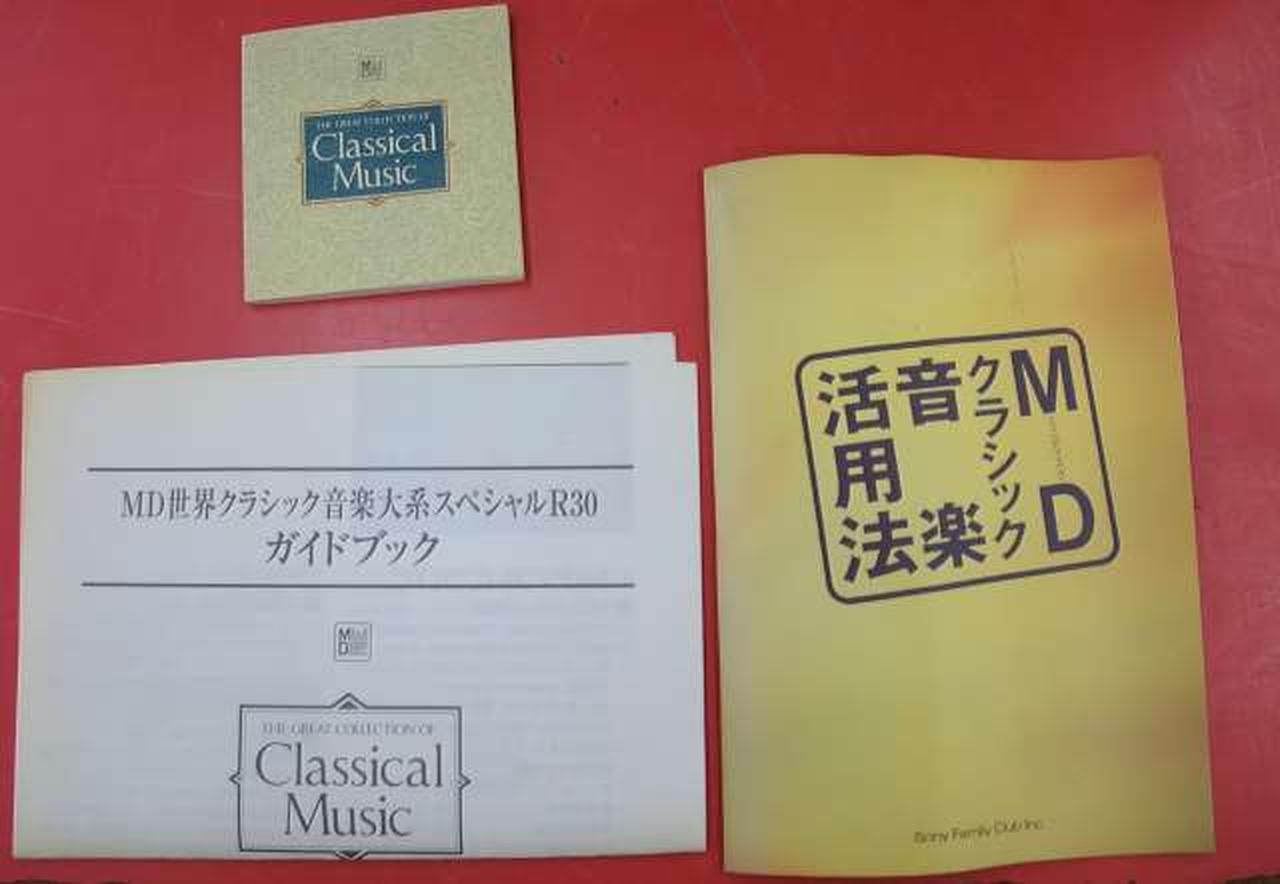 THE GREAT COLLECTION OF
Classical
Music
MD世界クラシック音楽大系スペシャルR30
ガイドブック
M
D
THE GREAT COLLECTION OF
Classical
Music
MD
クラシック
音楽
活用法
Sony Family Club Inc.